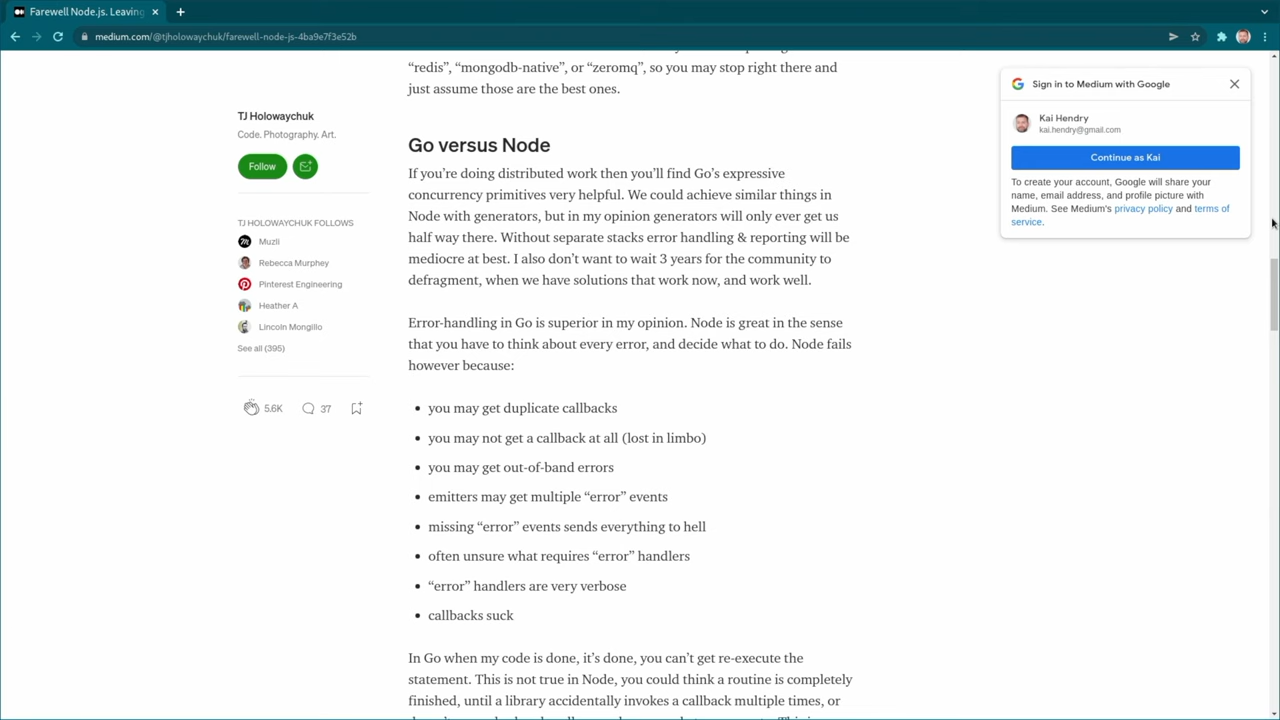 Farewell Node.js. Leaving
medium.com/@tjholowaychuk/farewell-node-js-4ba9e7f3e52b
"redis", "mongodb-native", or "zeromq", so you may stop right there and
just assume those are the best ones.
TJ Holowaychuk
Code. Photography. Art.
Follow
TJ HOLOWAYCHUK FOLLOWS
Muzli
Rebecca Murphey
Pinterest Engineering
Heather A
Lincoln Mongillo
See all (395)
5.6K
37
Go versus Node
If you're doing distributed work then you'll find Go's expressive
concurrency primitives very helpful. We could achieve similar things in
Node with generators, but in my opinion generators will only ever get us
half way there. Without separate stacks error handling & reporting will be
mediocre at best. I also don't want to wait 3 years for the community to
defragment, when we have solutions that work now, and work well.
Error-handling in Go is superior in my opinion. Node is great in the sense
that you have to think about every error, and decide what to do. Node fails
however because:
• you may get duplicate callbacks
• you may not get a callback at all (lost in limbo)
• you may get out-of-band errors
• emitters may get multiple "error" events
• missing "error" events sends everything to hell
• often unsure what requires "error" handlers
• "error" handlers are very verbose
• callbacks suck
In Go when my code is done, it's done, you can't get re-execute the
statement. This is not true in Node, you could think a routine is completely
finished, until a library accidentally invokes a callback multiple times, or
Sign in to Medium with Google
Kai Hendry
kai.hendry@gmail.com
Continue as Kai
To create your account, Google will share your
name, email address, and profile picture with
Medium. See Medium's privacy policy and terms of
service.